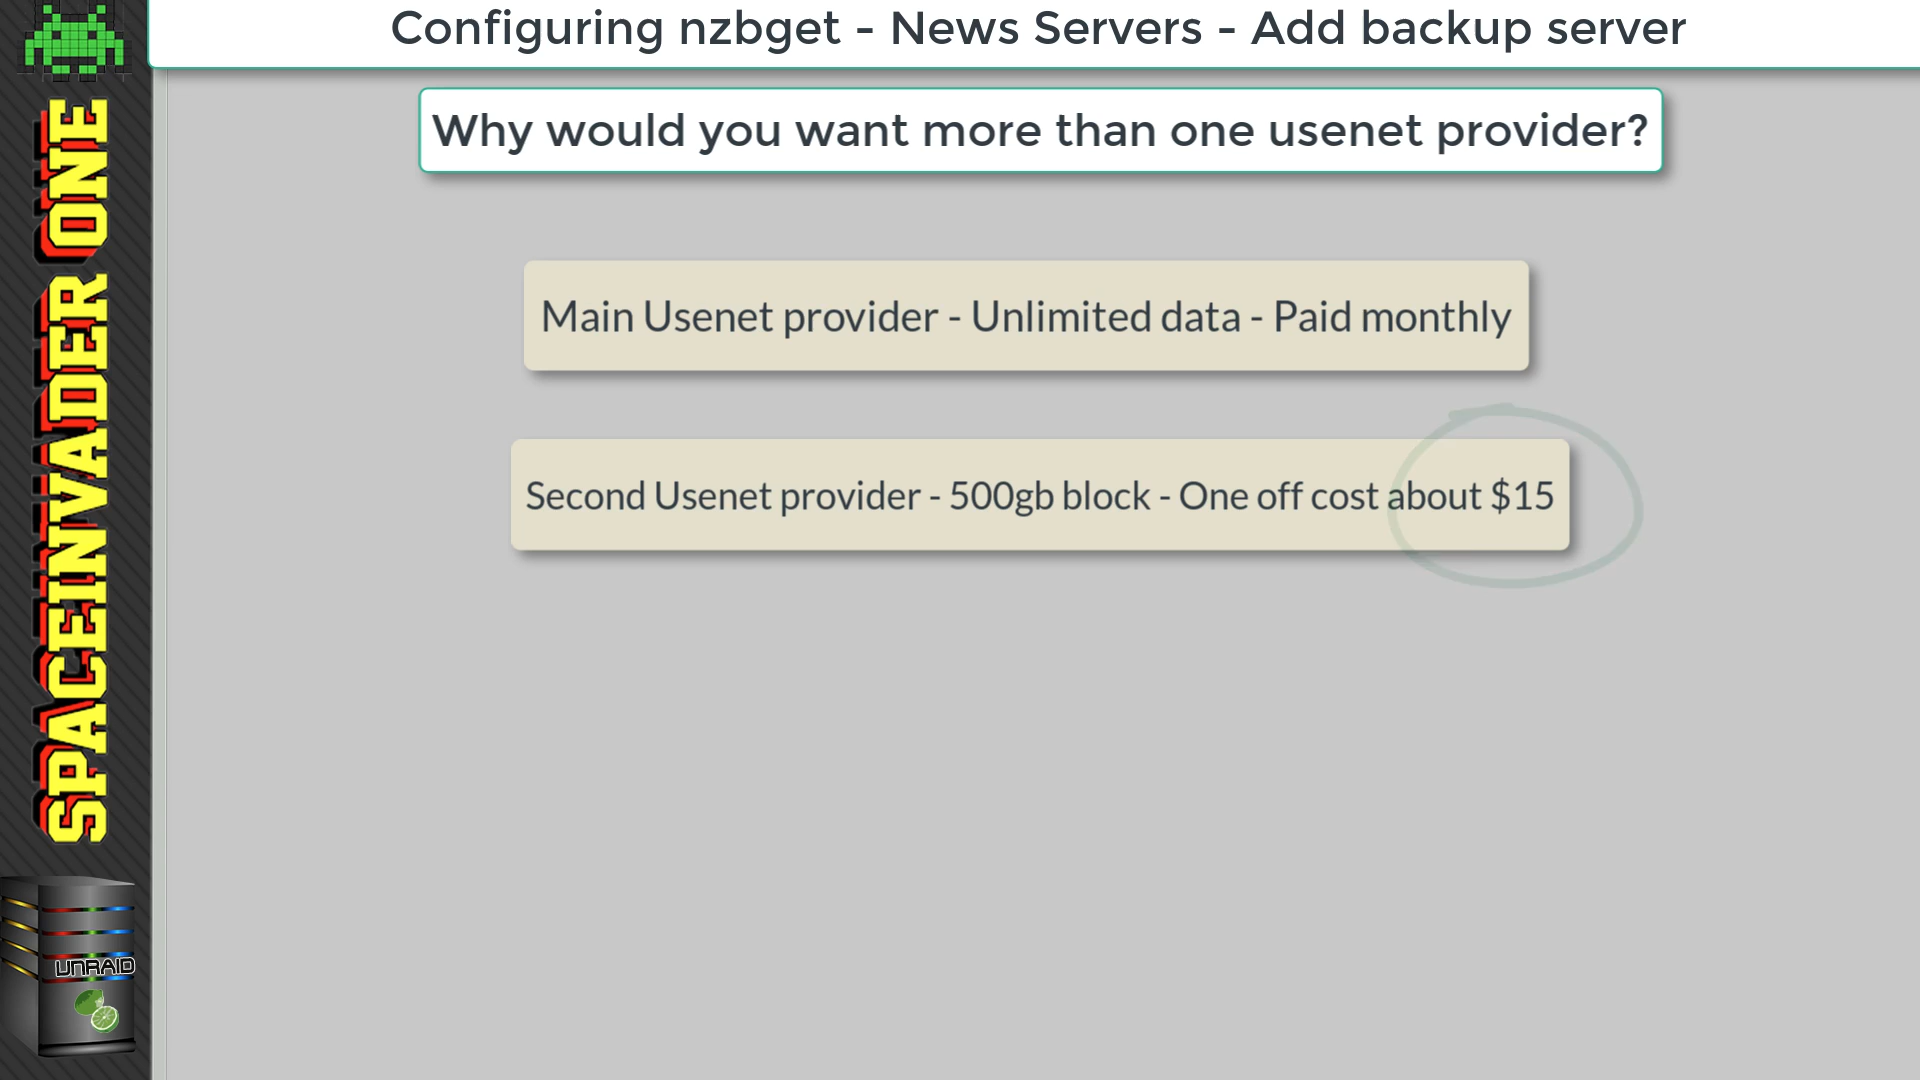 Configuring nzbget - News Servers - Add backup server
Why would you want more than one usenet provider?
Main Usenet provider - Unlimited data - Paid monthly
Second Usenet provider - 500gb block - One off cost about $15
SPACEINVADER ONE
UNRAID